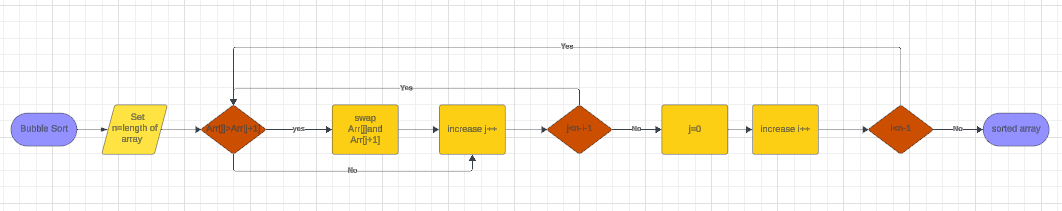 Yes
Yes
Bubble Sort
Set
n=length of
array
Arr[j]>Arr[j+1]
yes
swap
Arr[j]and
Arr[j+1]
increase j++
j<n-i-1
No
j=0
increase i++
i<n-1
No
sorted array
No